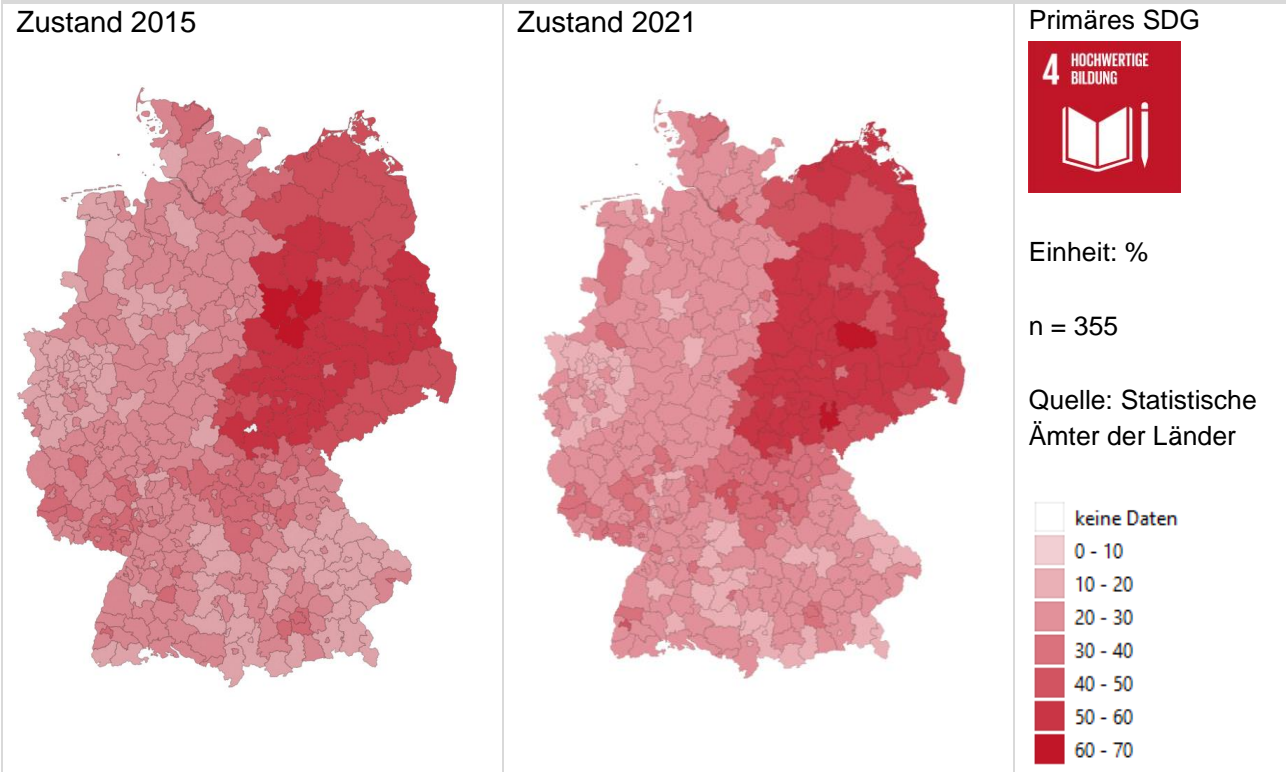 Zustand 2015
Zustand 2021
Primäres SDG
4 HOCHWERTIGE
BILDUNG
Einheit: %
n = 355
Quelle: Statistische
Ämter der Länder
keine Daten
0 - 10
10 - 20
20 - 30
30 - 40
40 - 50
50 - 60
60 - 70